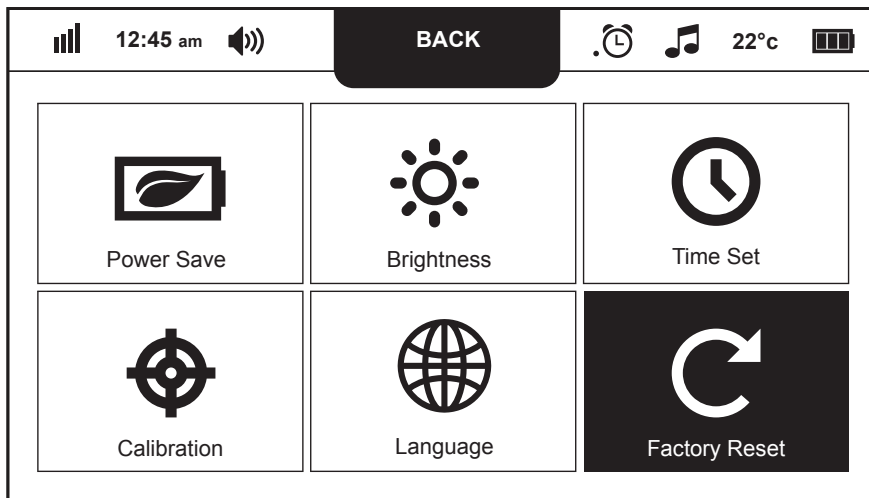 12:45 am BACK 22°c
Power Save Brightness Time Set
Calibration Language Factory Reset